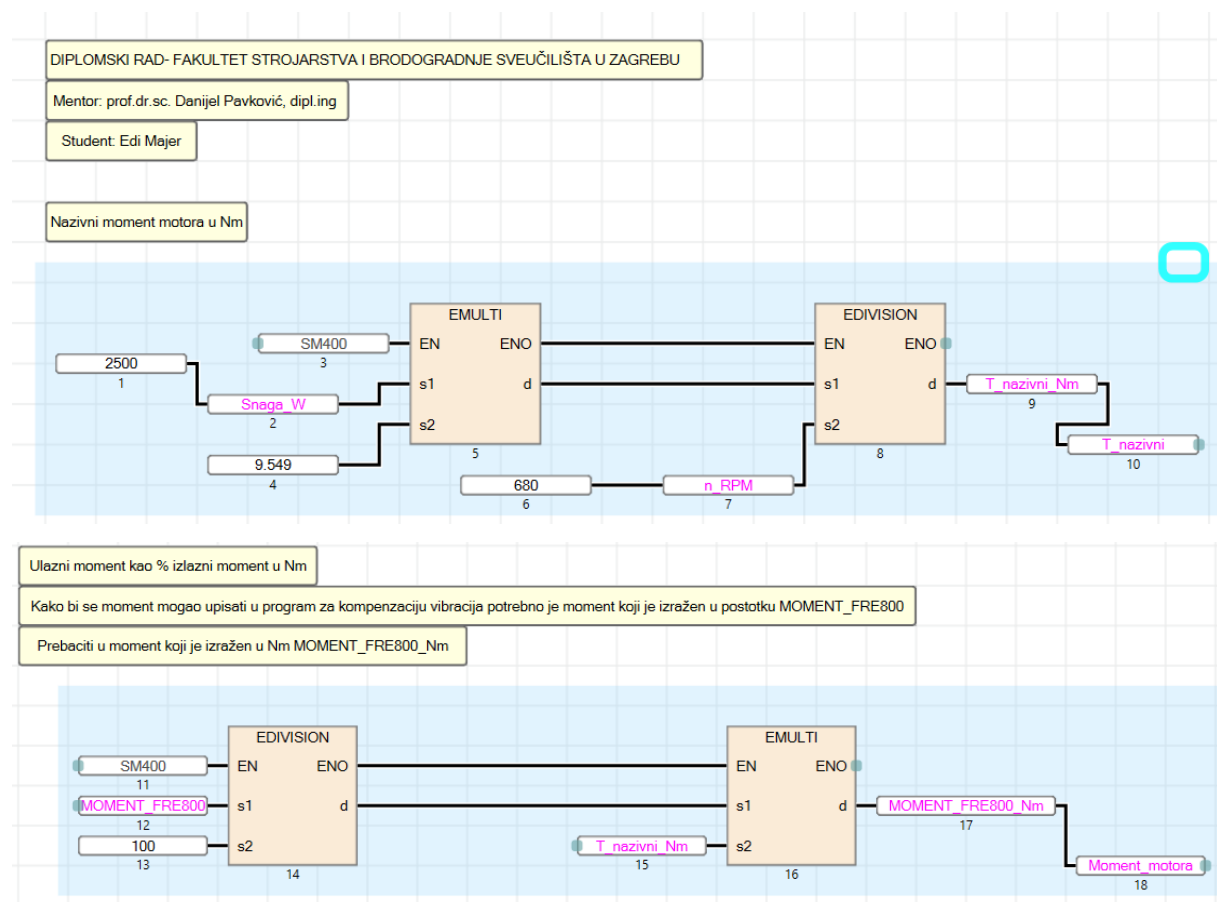 DIPLOMSKI RAD- FAKULTET STROJARSTVA I BRODOGRADNJE SVEUČILIŠTA U ZAGREBU
Mentor: prof.dr.sc. Danijel Pavković, dipl.ing
Student: Edi Majer
Nazivni moment motora u Nm
EMULTI
EDIVISION
SM400
EN
ENO
EN
ENO
3
2500
1
s1
d
s1
d
T_nazivni_Nm
9
Snaga_W
2
s2
s2
T_nazivni
10
5
8
9.549
4
680
6
n_RPM
7
Ulazni moment kao % izlazni moment u Nm
Kako bi se moment mogao upisati u program za kompenzaciju vibracija potrebno je moment koji je izražen u postotku MOMENT_FRE800
Prebaciti u moment koji je izražen u Nm MOMENT_FRE800_Nm
EDIVISION
EMULTI
SM400
EN
ENO
EN
ENO
11
MOMENT_FRE800
s1
d
s1
d
MOMENT_FRE800_Nm
12
17
100
s2
T_nazivni_Nm
s2
13
14
15
16
Moment_motora
18